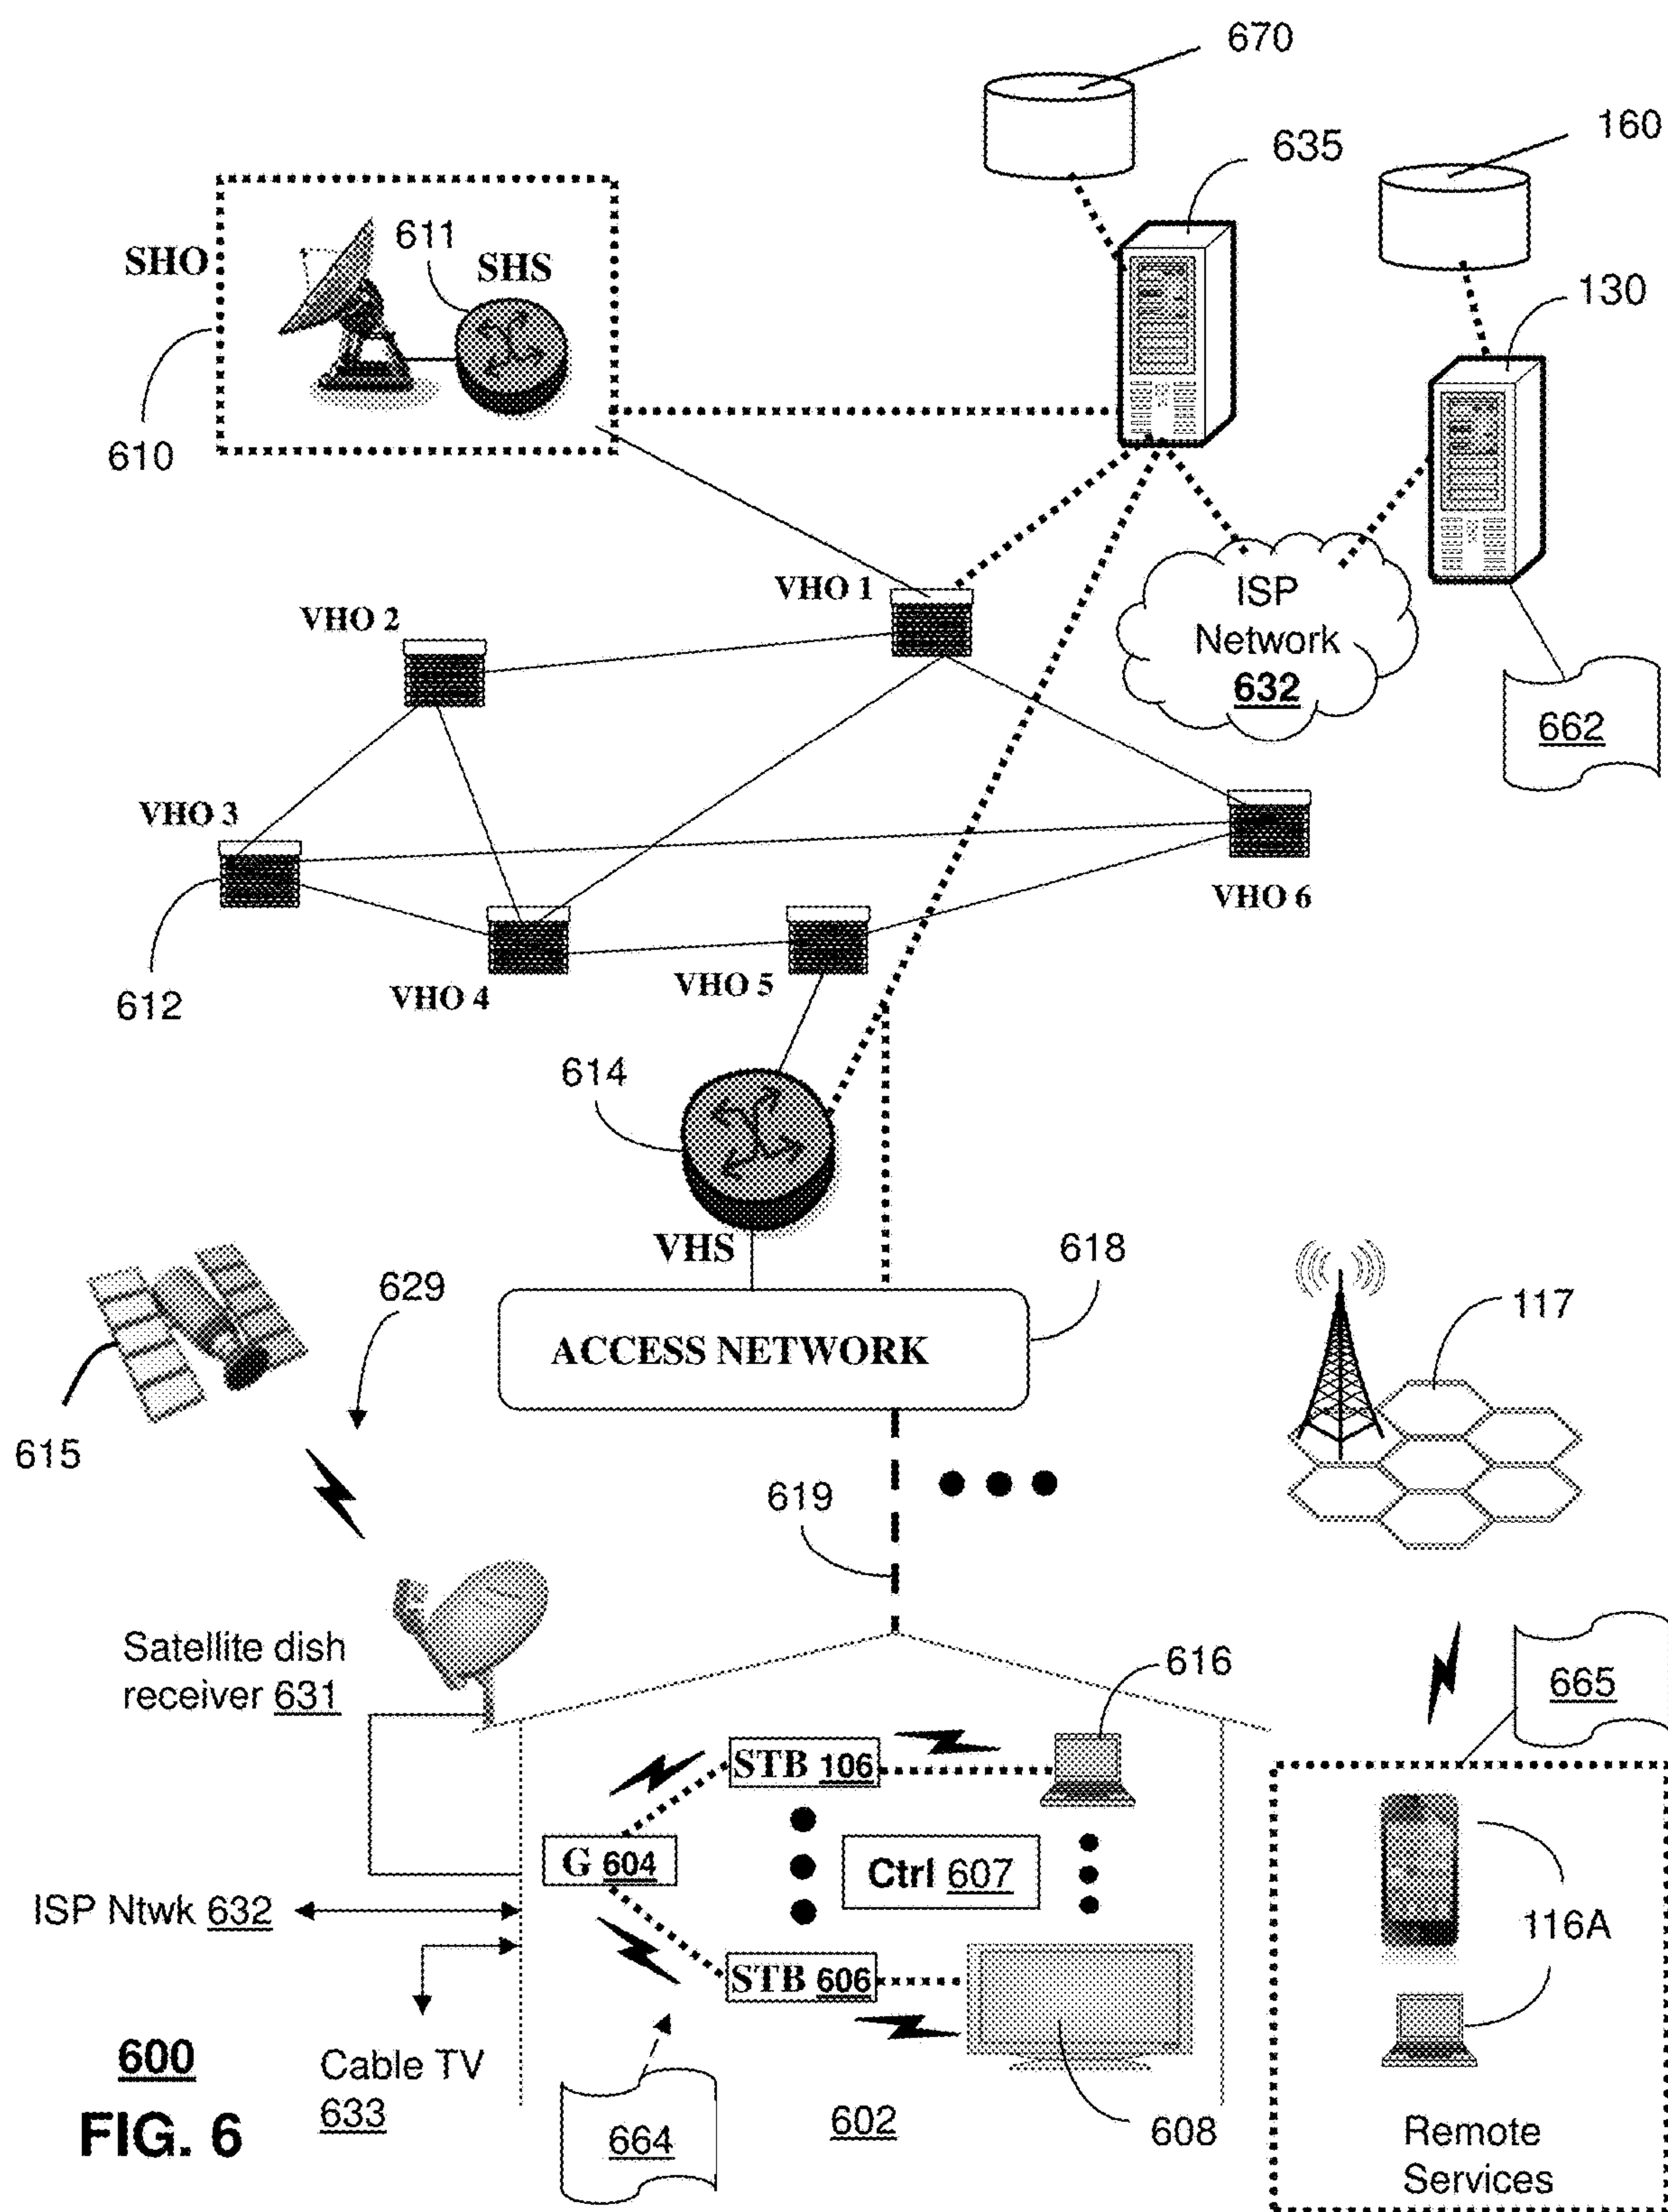 670
160
635
611
SHO
SHS
130
610
ISP
Network
632
VHO 1
VHO 2
662
VHO 3
VHO 6
VHO 5
VHO 4
612
614
VHS
618
629
117
ACCESS NETWORK
615
619
Satellite dish
receiver 631
616
665
STB 106
G 604
Ctrl 607
ISP Ntwk 632
116A
STB 606
600
Cable TV
633
FIG. 6
664
602
608
Remote
Services